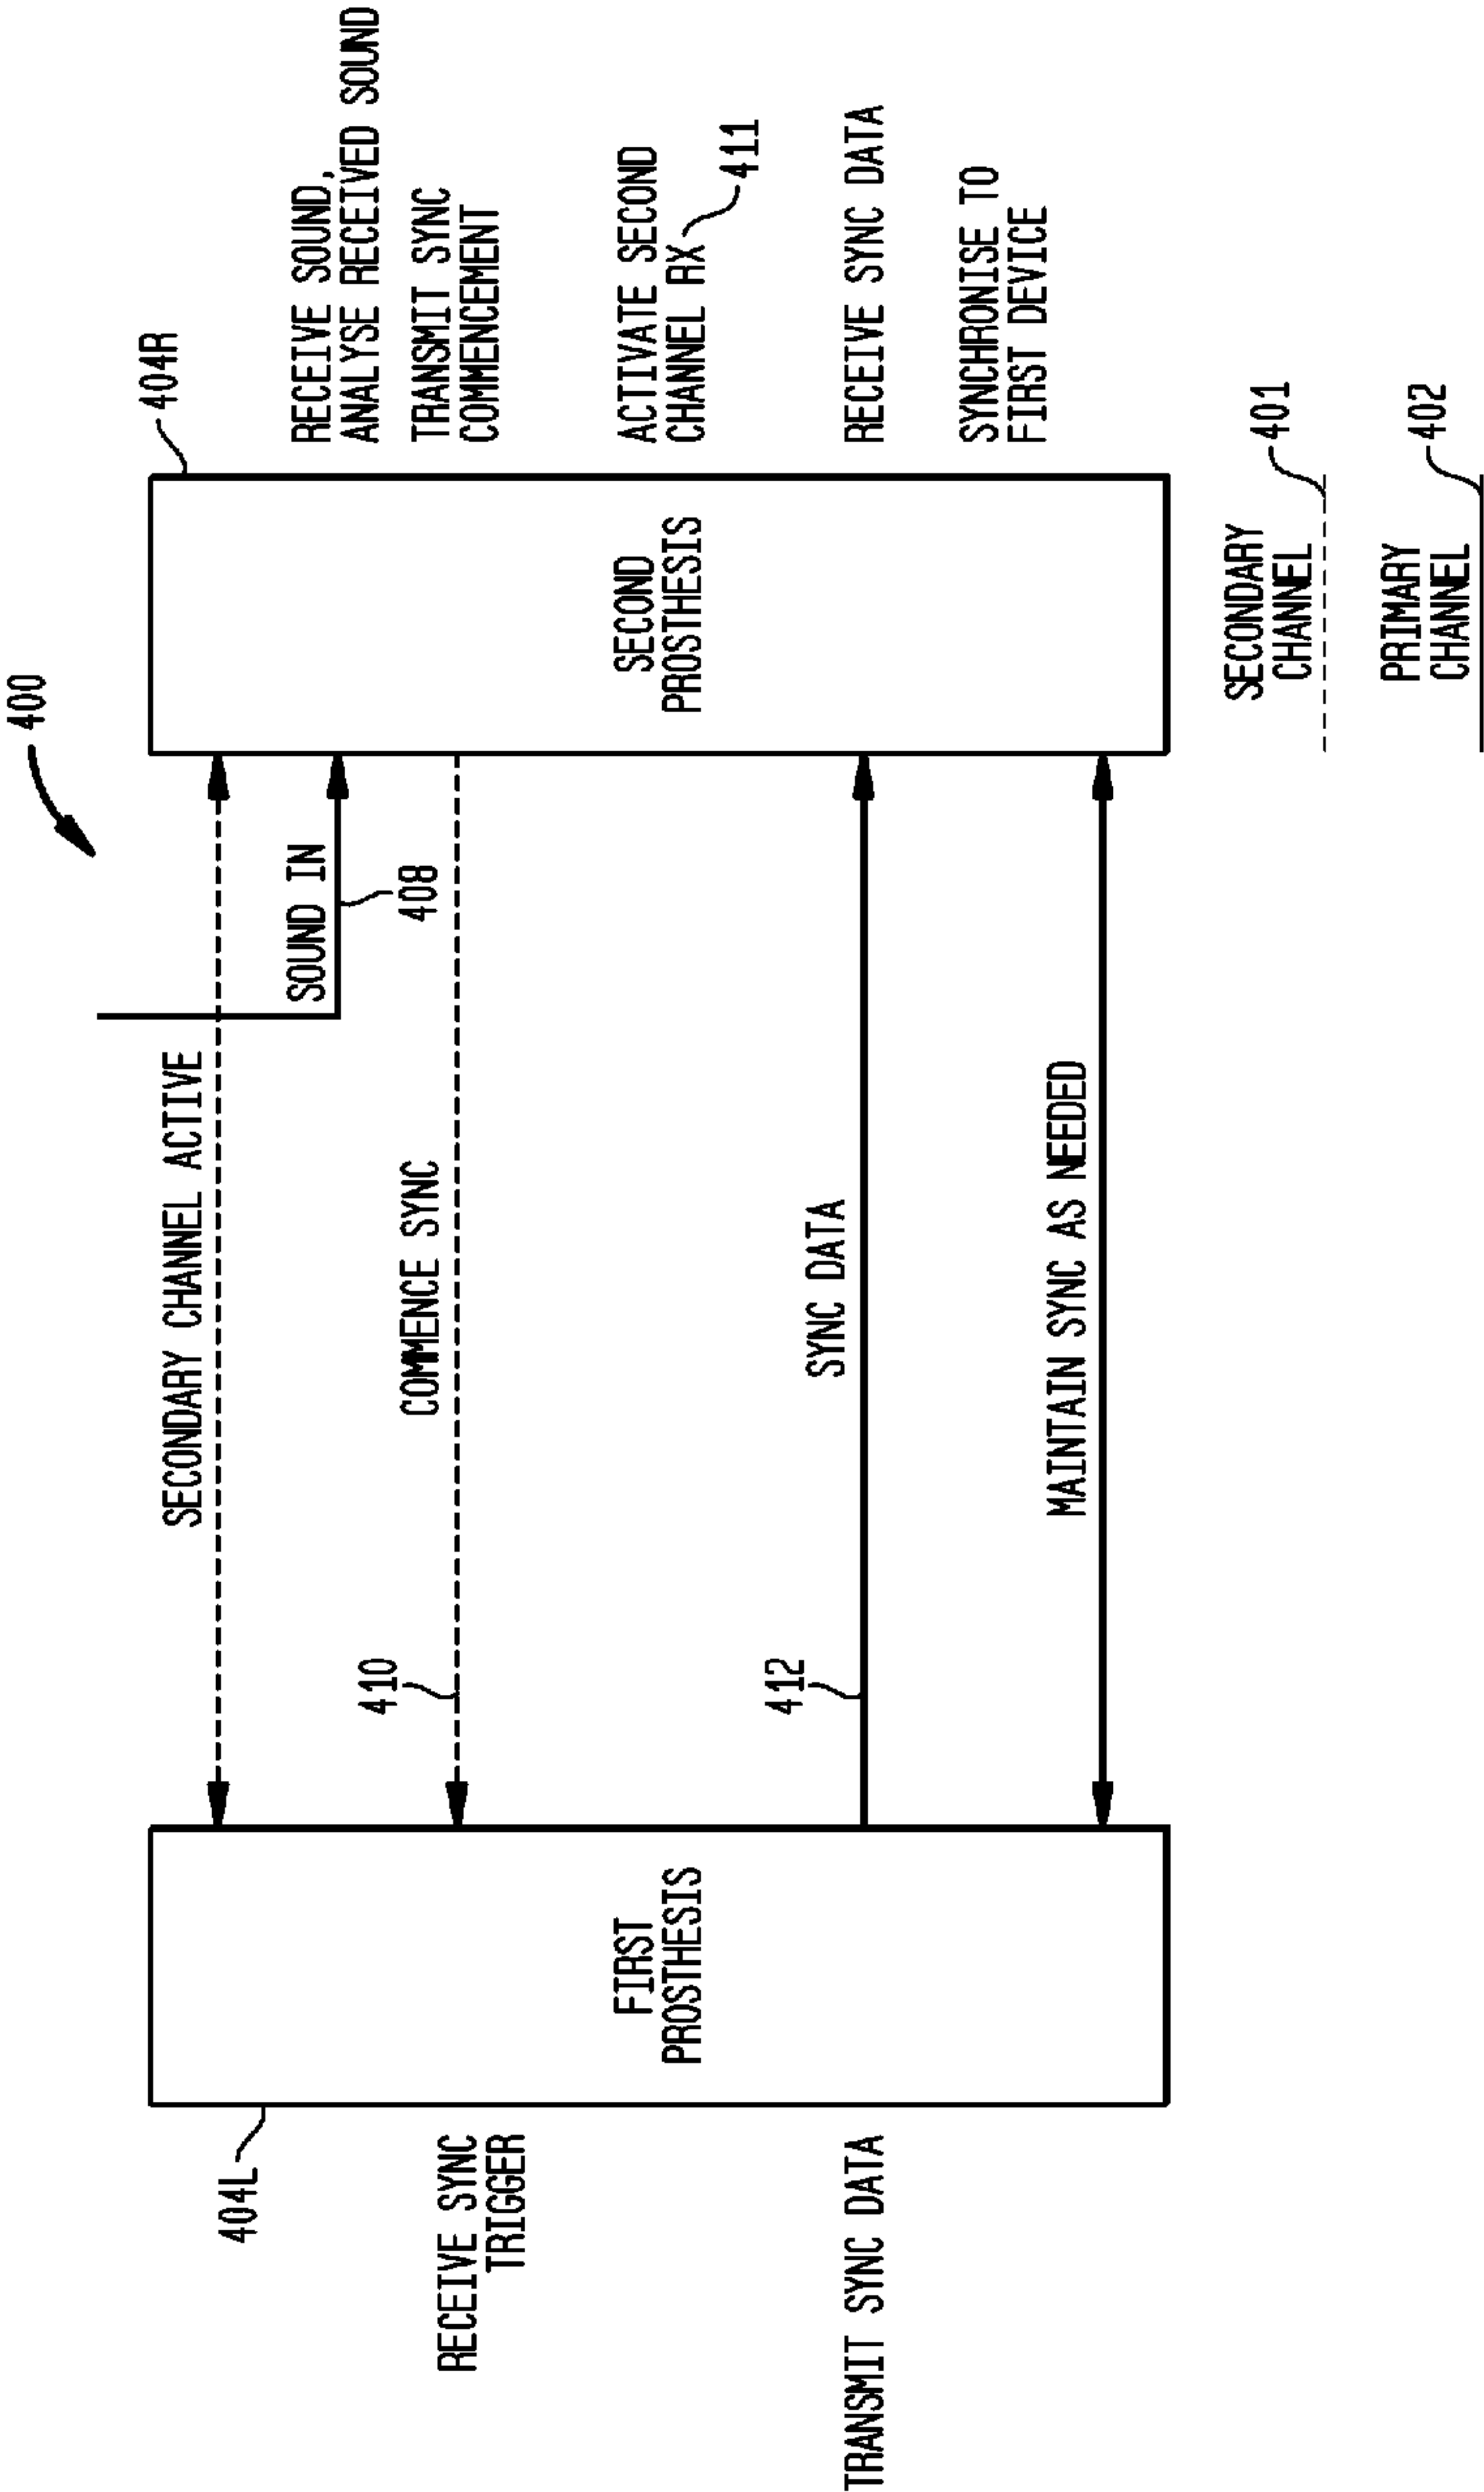 400
404L
404R
SECONDARY CHANNEL ACTIVE
SOUND IN
408
RECEIVE SOUND,
ANALYSE RECEIVED SOUND
410
COMMENCE SYNC
TRANSMIT SYNC
COMMENCEMENT
RECEIVE SYNC
TRIGGER
FIRST
PROSTHESIS
SECOND
PROSTHESIS
ACTIVATE SECOND
CHANNEL RX
411
412
SYNC DATA
TRANSMIT SYNC DATA
RECEIVE SYNC DATA
SYNCHRONISE TO
FIRST DEVICE
MAINTAIN SYNC AS NEEDED
SECONDARY
CHANNEL
401
PRIMARY
CHANNEL
402